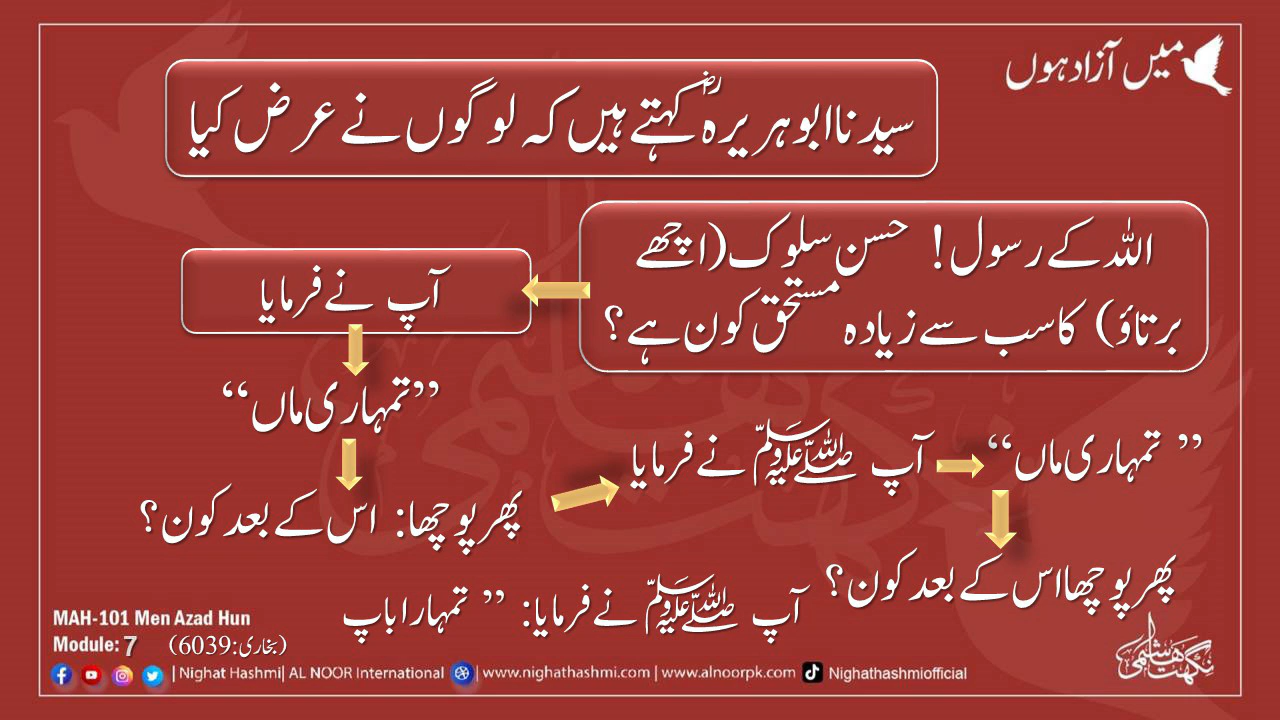 میں آزاد ہوں
سیدنا ابو ہریرہؓ کہتے ہیں کہ لوگوں نے عرض کیا
اللہ کے رسول! حسن سلوک (اچھے
برتاؤ) کا سب سے زیادہ مستحق کون ہے؟
آپ نے فرمایا
”تمہاری ماں“
پھر پوچھا: اس کے بعد کون؟
آپ ﷺ نے فرمایا
” تمہاری ماں“
پھر پوچھا اس کے بعد کون؟
آپ ﷺ نے فرمایا: ” تمہارا باپ
(بخاری:6039)
MAH-101 Men Azad Hun
Module: 7
| Nighat Hashmi| AL NOOR International | www.nighathashmi.com | www.alnoorpk.com | Nighathashmiofficial
نگہت ہاشمی